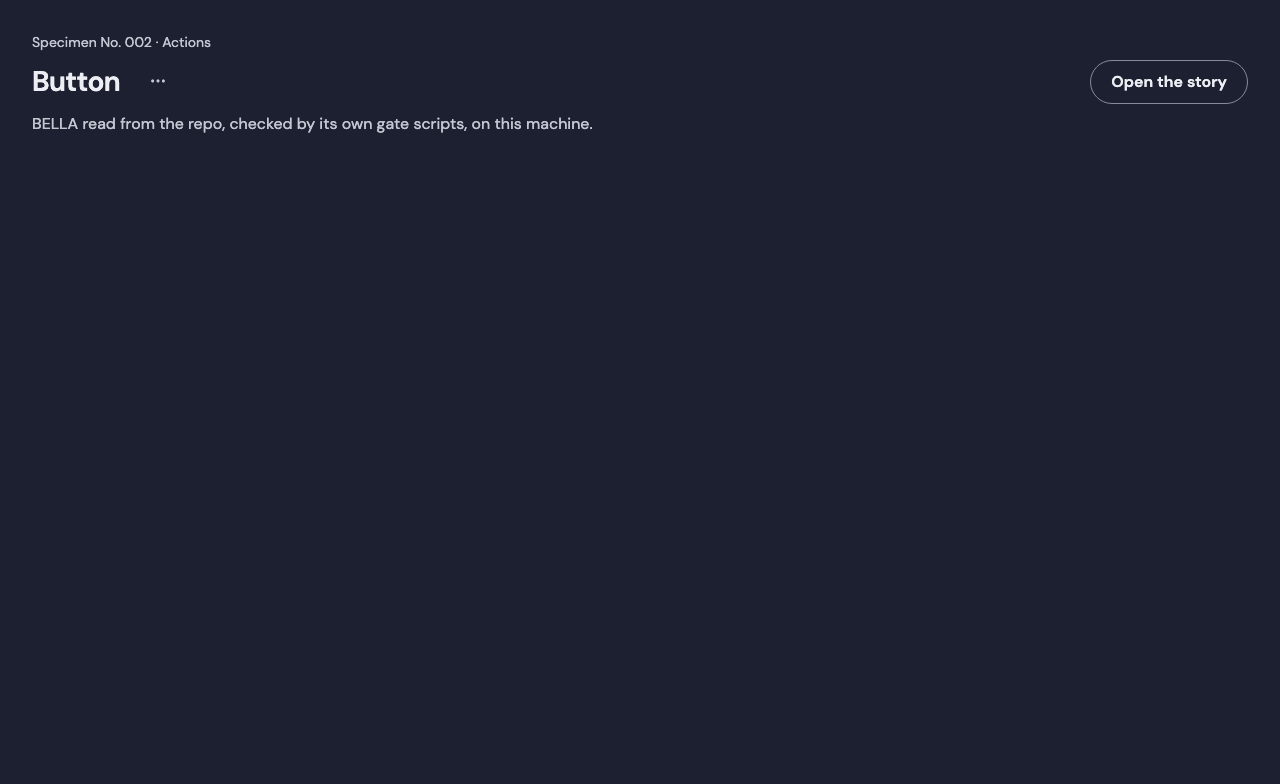 Specimen No. 002 · Actions
Button
Open the story
BELLA read from the repo, checked by its own gate scripts, on this machine.